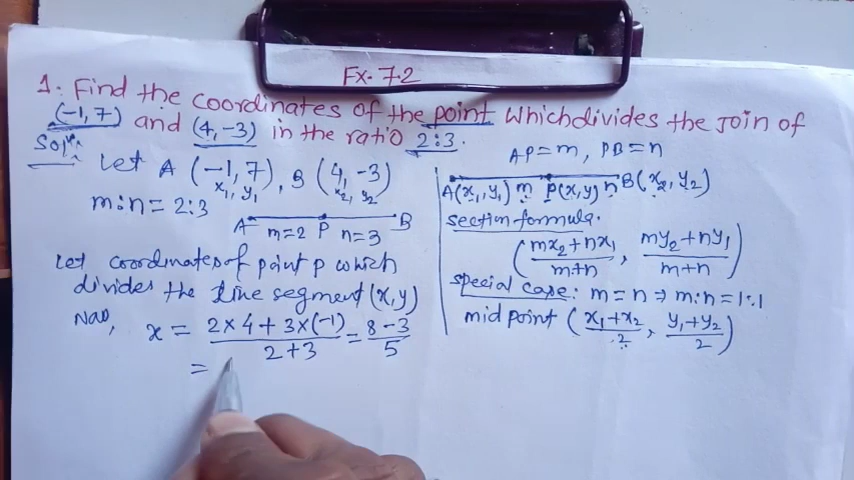 Ex- 7.2
1. Find the coordinates of the point which divides the join of
(-1, 7) and (4, -3) in the ratio 2:3.
Soln: Let A (-1, 7), B (4, -3)
x₁, y₁ x₂, y₂
m:n = 2:3
A P B
m=2 n=3
Let coordinates of point p which
divides the line segment (x, y)
Now, x = (2 × 4 + 3 × (-1))/(2 + 3) = (8 - 3)/5
=
AP = m, PB = n
A(x₁, y₁) m P(x, y) n B(x₂, y₂)
section formula.
((mx₂ + nx₁)/(m+n), (my₂ + ny₁)/(m+n))
special case: m = n ⇒ m:n = 1:1
mid point ((x₁ + x₂)/2, (y₁ + y₂)/2)